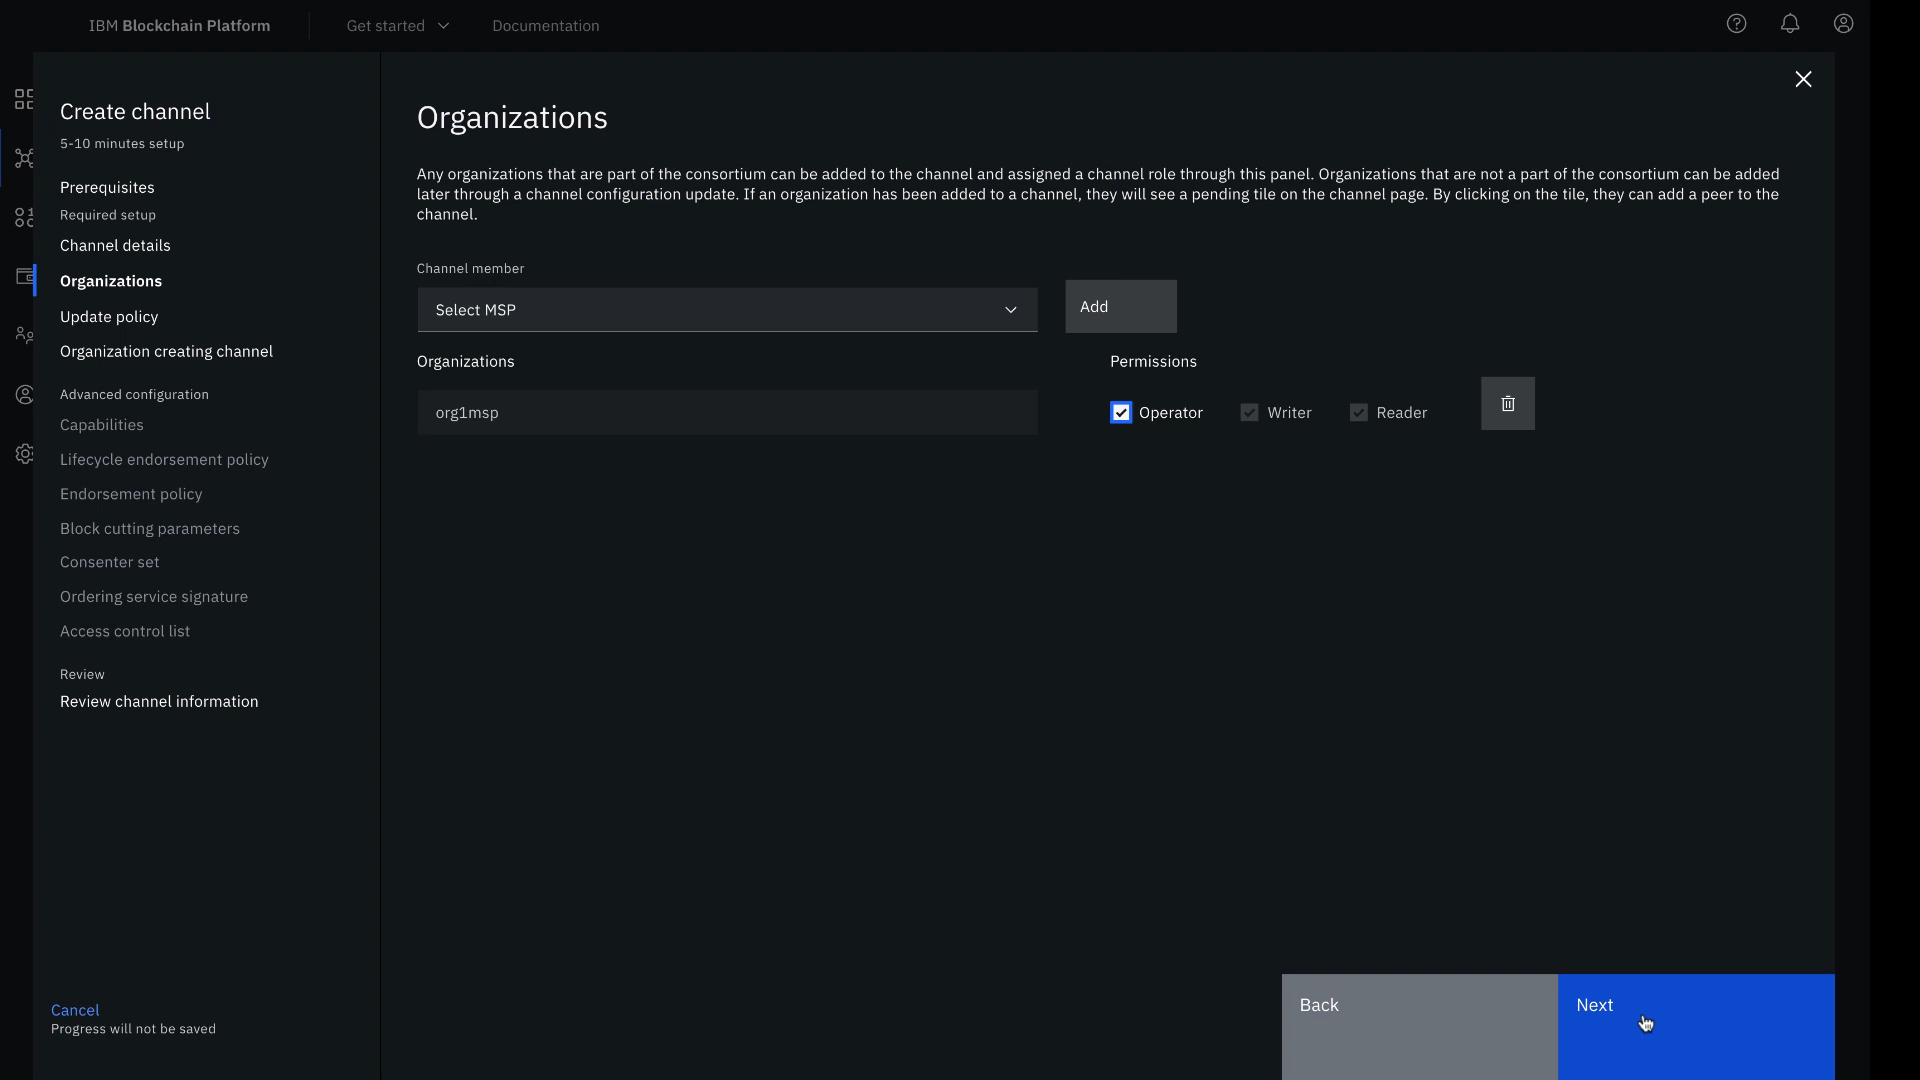 IBM Blockchain Platform
Get started
Documentation
Create channel
5-10 minutes setup
Prerequisites
Required setup
Channel details
Organizations
Update policy
Organization creating channel
Advanced configuration
Capabilities
Lifecycle endorsement policy
Endorsement policy
Block cutting parameters
Consenter set
Ordering service signature
Access control list
Review
Review channel information
Cancel
Progress will not be saved
Organizations
Any organizations that are part of the consortium can be added to the channel and assigned a channel role through this panel. Organizations that are not a part of the consortium can be added
later through a channel configuration update. If an organization has been added to a channel, they will see a pending tile on the channel page. By clicking on the tile, they can add a peer to the
channel.
Channel member
Select MSP
Add
Organizations
Permissions
org1msp
Operator
Writer
Reader
Back
Next